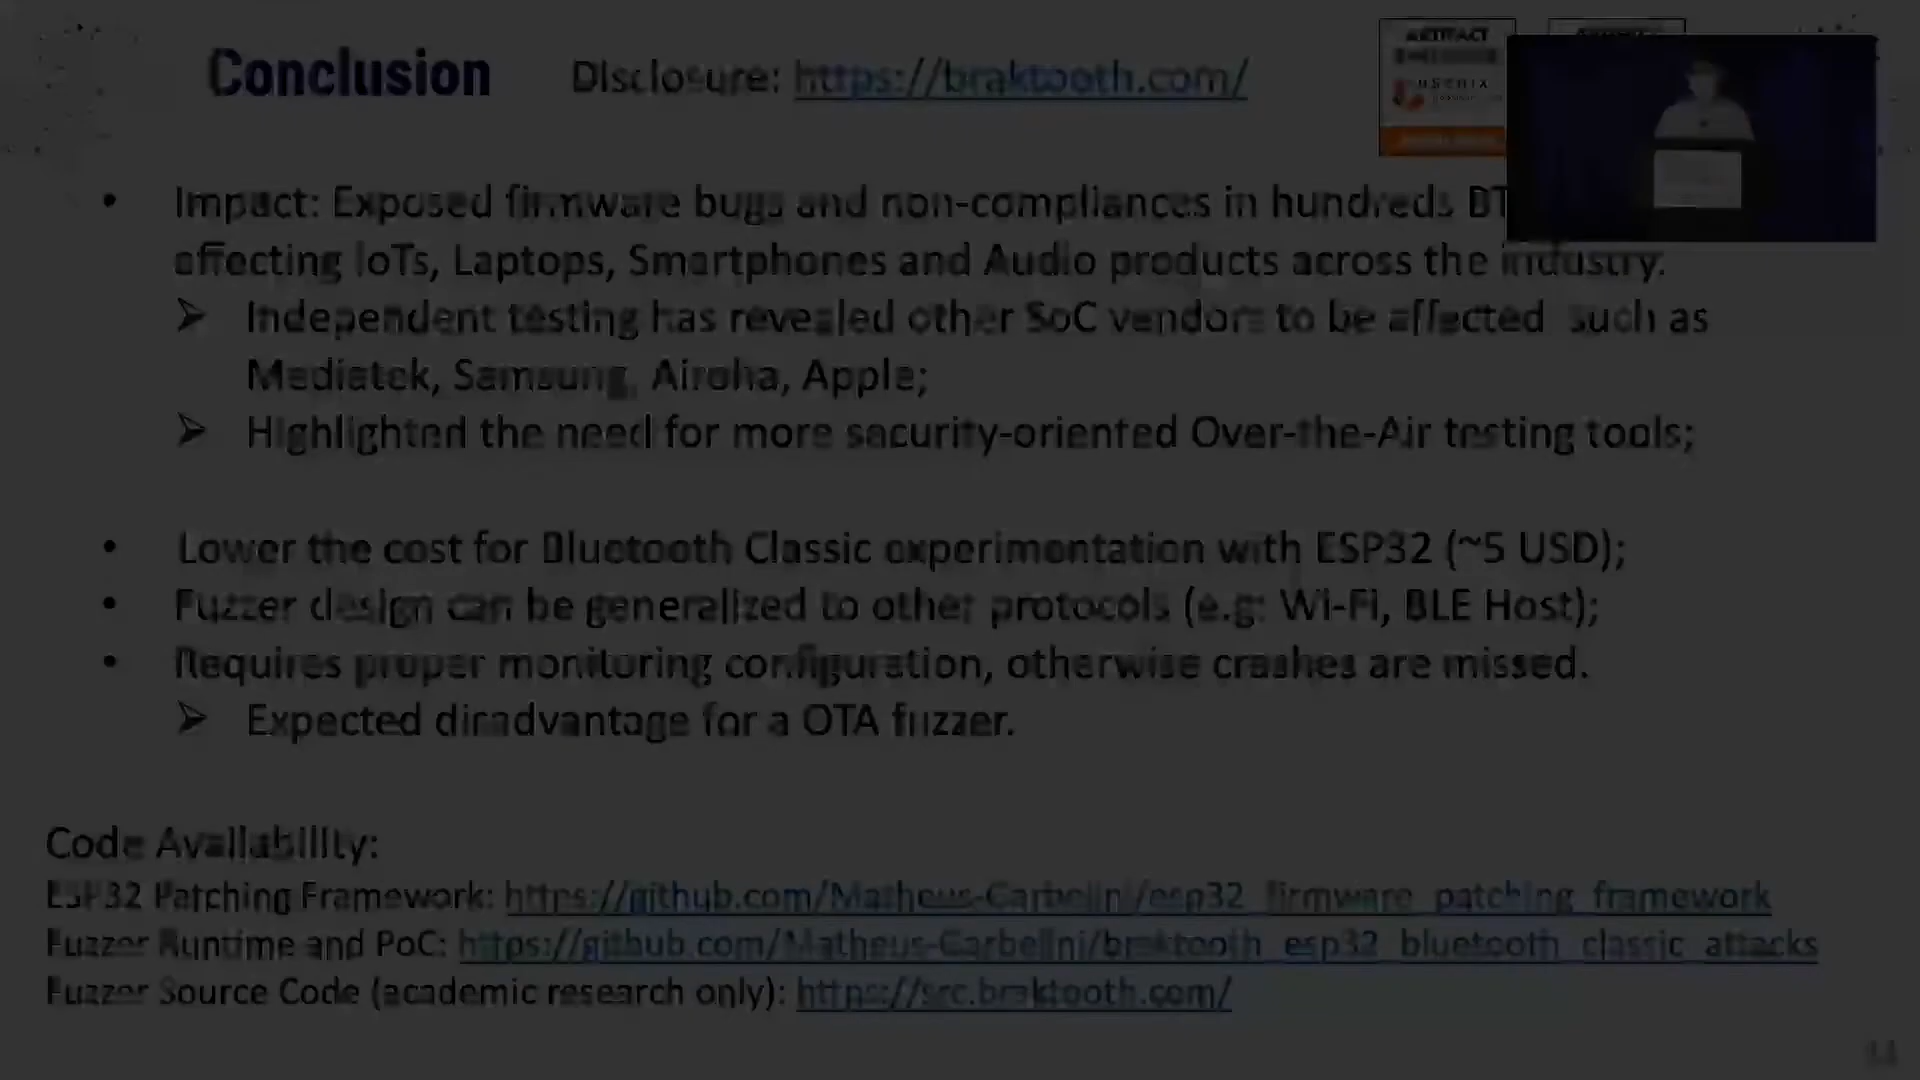 Conclusion Disclosure: https://braktooth.com/
ARTIFACT
USENIX
• Impact: Exposed firmware bugs and non-compliances in hundreds BT
affecting IoTs, Laptops, Smartphones and Audio products across the industry.
➢ Independent testing has revealed other SoC vendors to be affected such as
Mediatek, Samsung, Airoha, Apple;
➢ Highlighted the need for more security-oriented Over-the-Air testing tools;
• Lower the cost for Bluetooth Classic experimentation with ESP32 (~5 USD);
• Fuzzer design can be generalized to other protocols (e.g: Wi-Fi, BLE Host);
• Requires proper monitoring configuration, otherwise crashes are missed.
➢ Expected disadvantage for a OTA fuzzer.
Code Availability:
ESP32 Patching Framework: https://github.com/Matheus-Garbelini/esp32_firmware_patching_framework
Fuzzer Runtime and PoC: https://github.com/Matheus-Garbelini/braktooth_esp32_bluetooth_classic_attacks
Fuzzer Source Code (academic research only): https://src.braktooth.com/